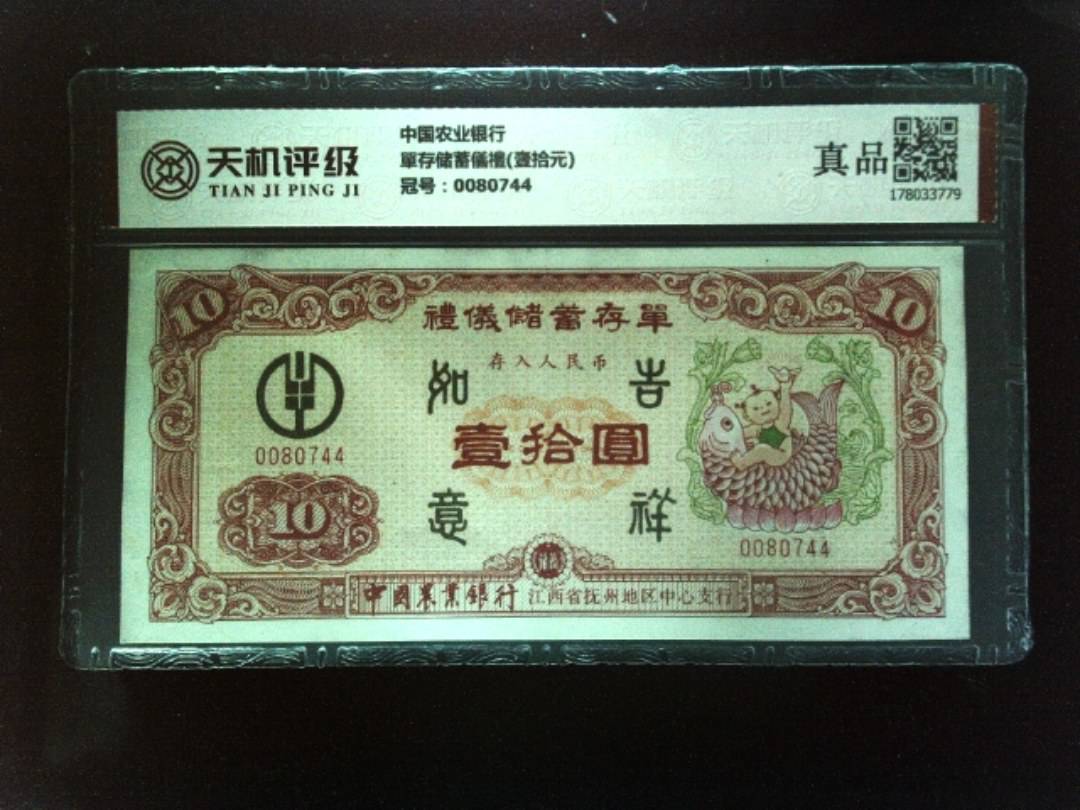 天机评级
TIAN JI PING JI
中国农业银行
單存储蓄儀禮(壹拾元)
冠号：0080744
真品
178033779
10
10
禮儀储蓄存單
存入人民币
如 吉
壹拾圓
意 祥
0080744
10
0080744
中國農業銀行 江西省抚州地区中心支行